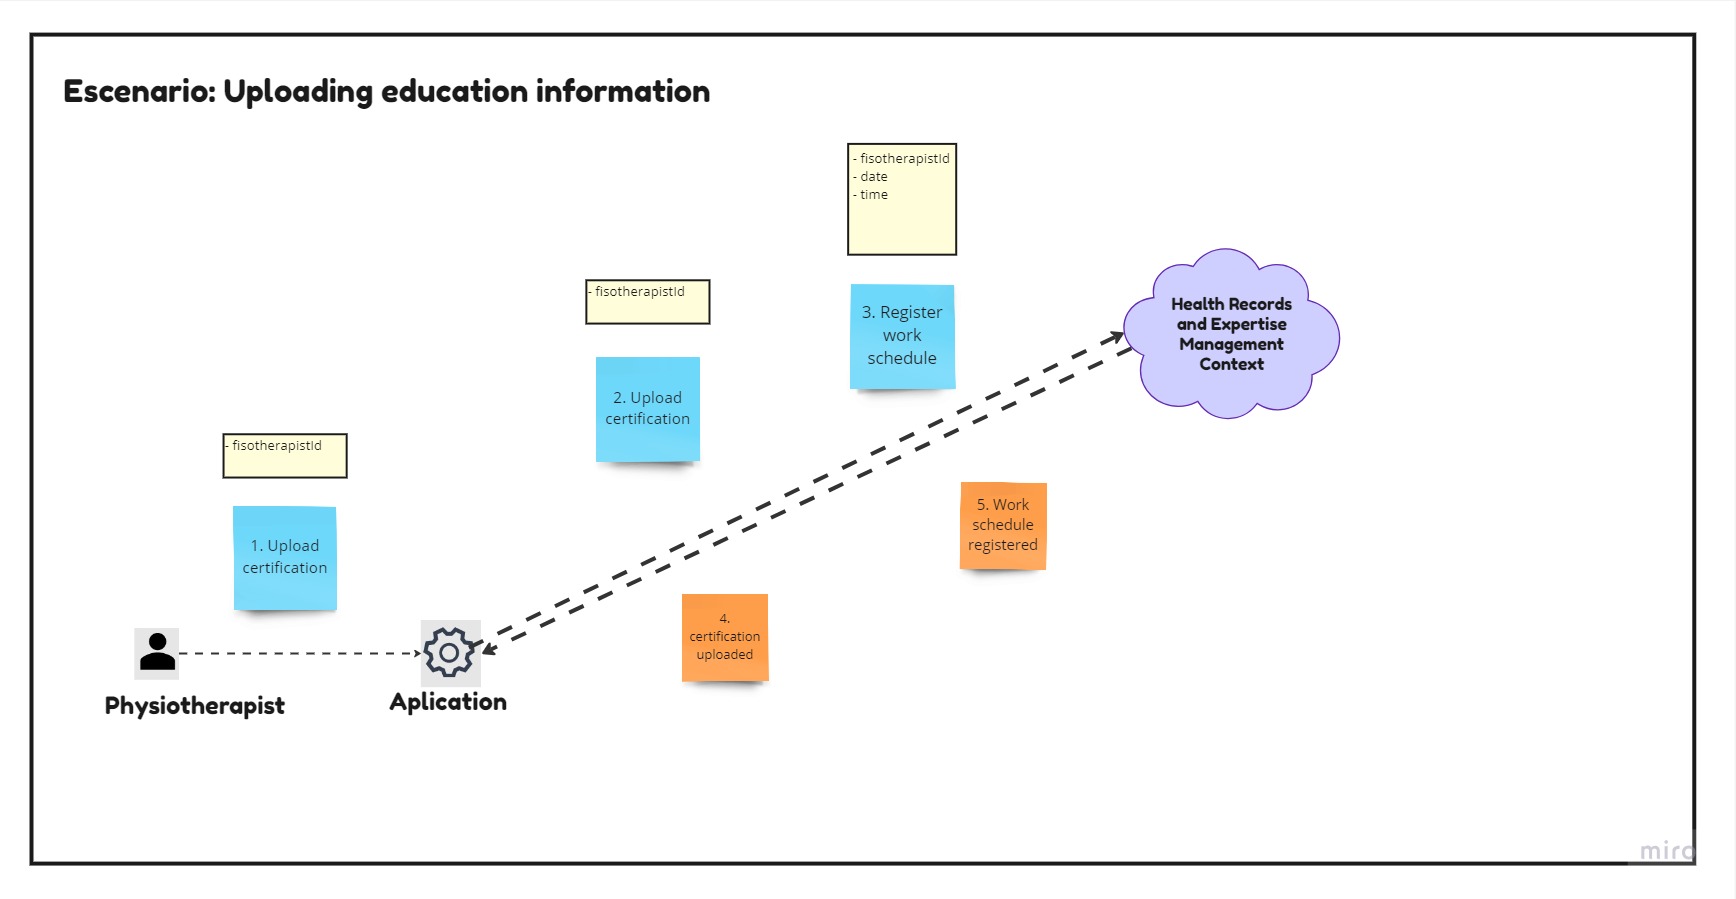 Escenario: Uploading education information
- fisotherapistId
- date
- time
3. Register
work
schedule
Health Records
and Expertise
Management
Context
- fisotherapistId
2. Upload
certification
- fisotherapistId
1. Upload
certification
5. Work
schedule
registered
4.
certification
uploaded
Physiotherapist
Aplication
miro